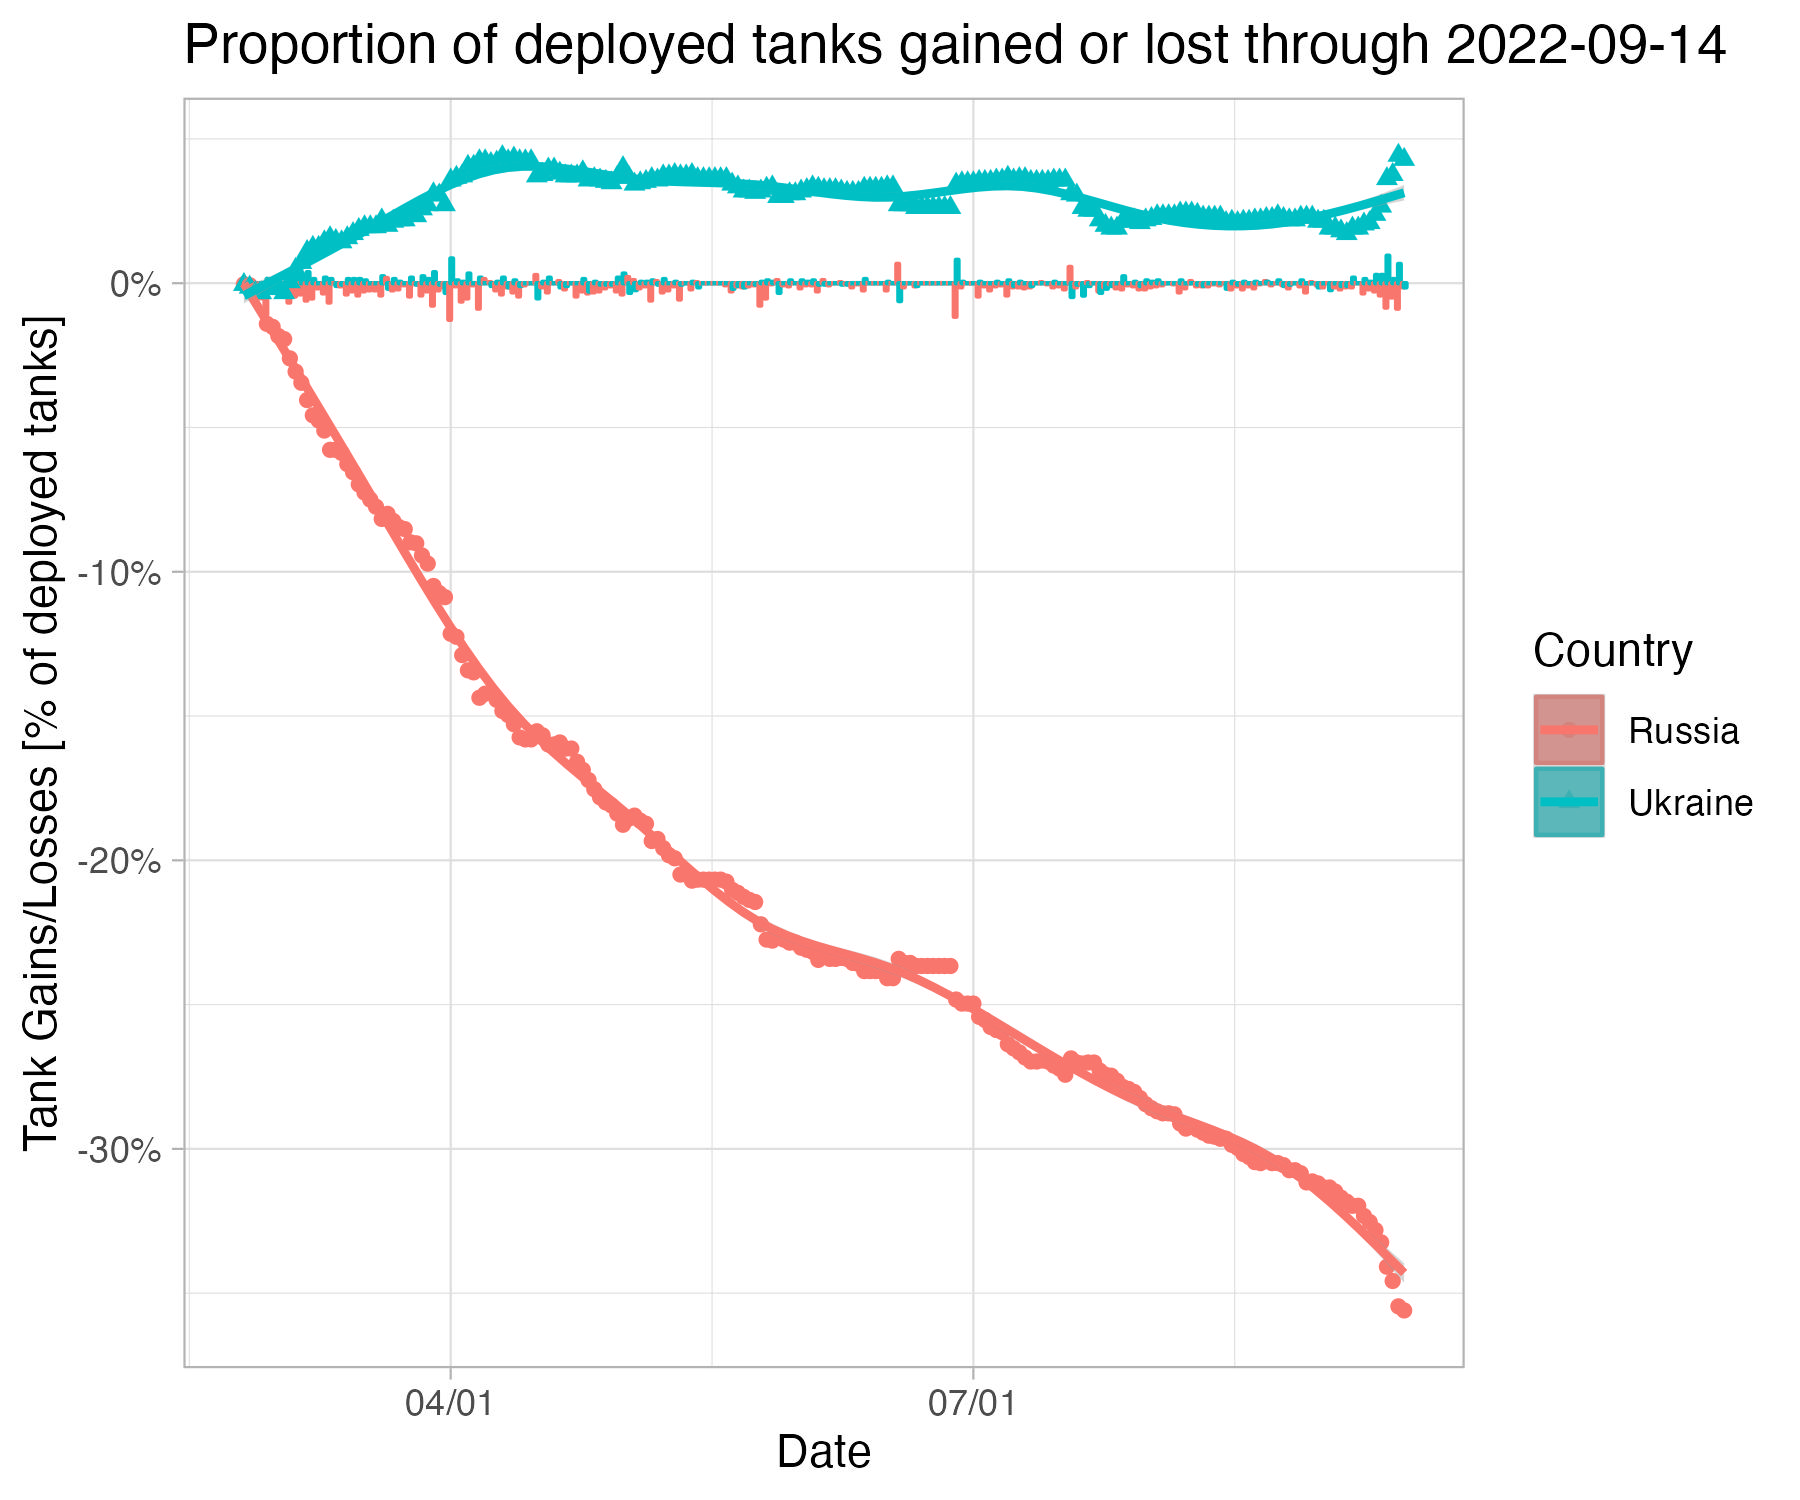 Proportion of deployed tanks gained or lost through 2022-09-14
Tank Gains/Losses [% of deployed tanks]
0%
-10%
-20%
-30%
04/01
07/01
Date
Country
Russia
Ukraine